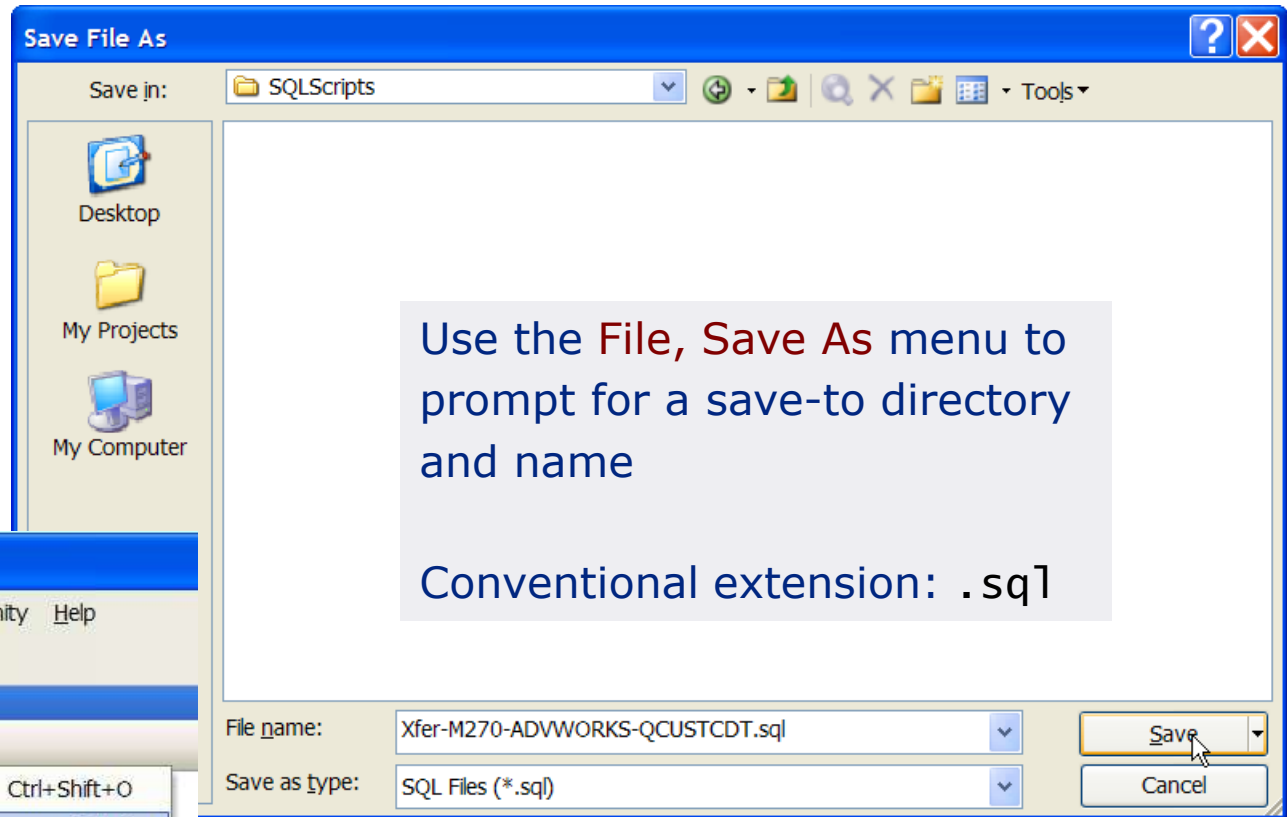 Save File As
Save in:
SQLScripts
Tools
Desktop
My Projects
My Computer
Use the File, Save As menu to
prompt for a save-to directory
and name
Conventional extension: .sql
Help
Ctrl+Shift+O
File name:
Xfer-M270-ADVWORKS-QCUSTCDT.sql
Save
Save as type:
SQL Files (*.sql)
Cancel